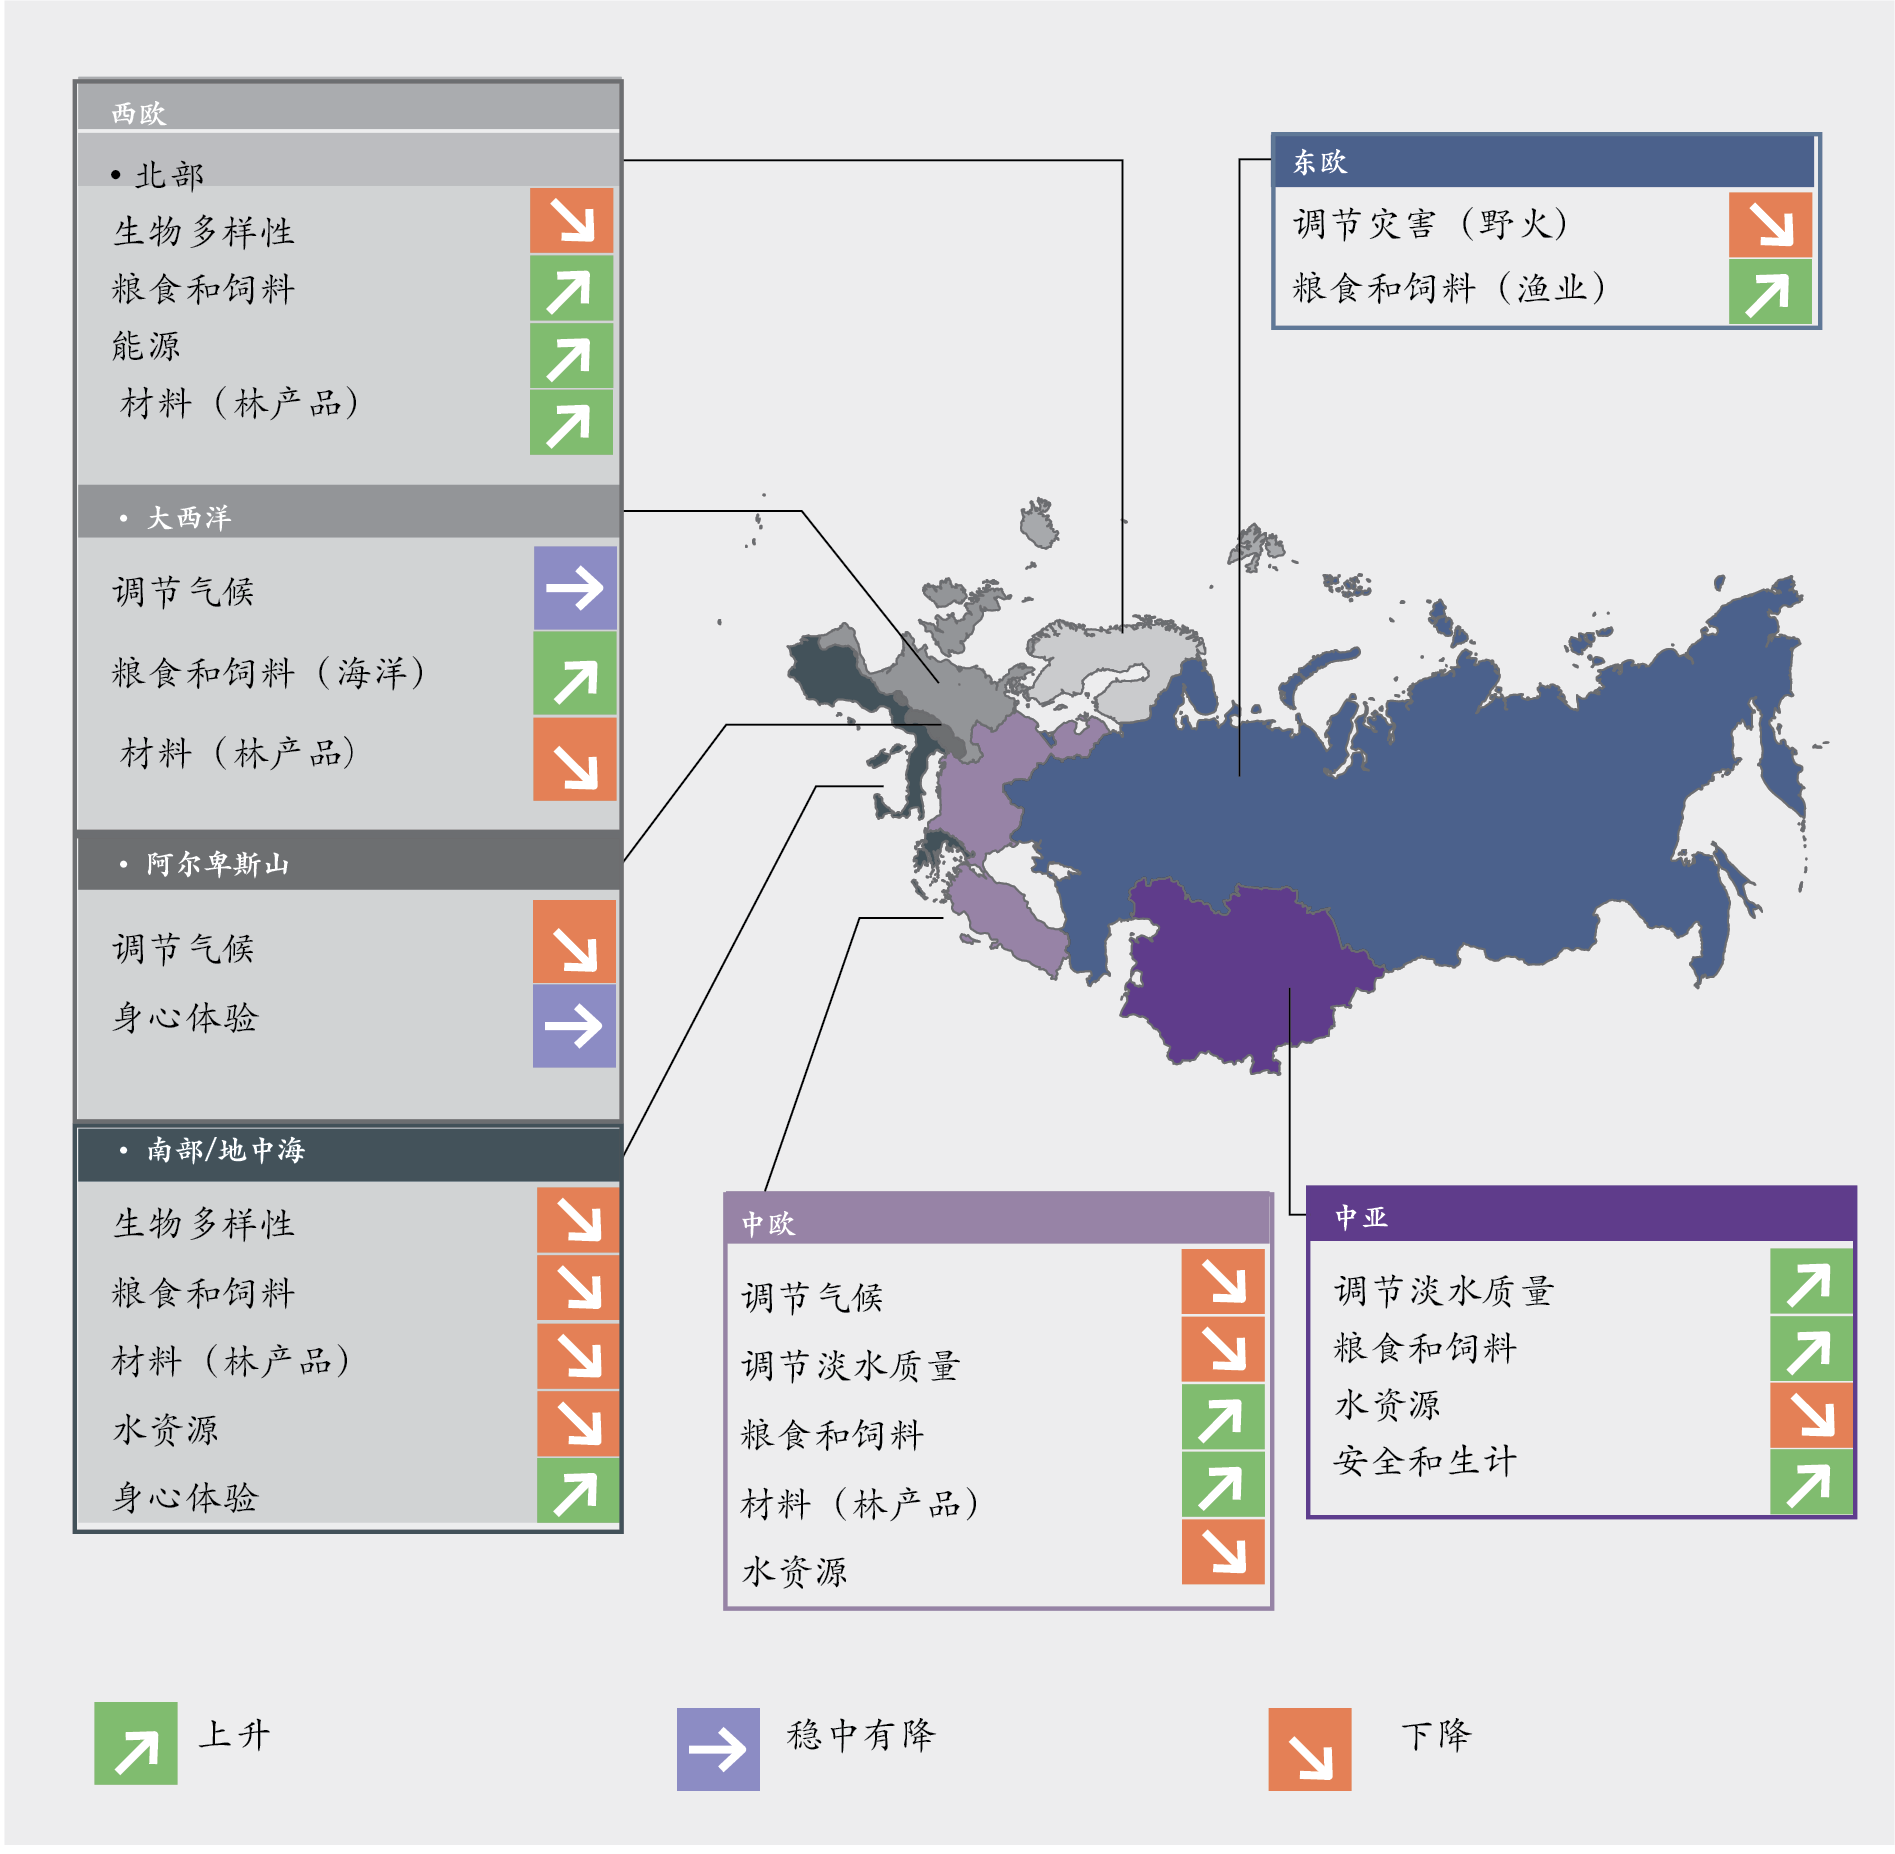 西欧
• 北部
生物多样性
粮食和饲料
能源
材料（林产品）
• 大西洋
调节气候
粮食和饲料（海洋）
材料（林产品）
• 阿尔卑斯山
调节气候
身心体验
• 南部/地中海
生物多样性
粮食和饲料
材料（林产品）
水资源
身心体验
东欧
调节灾害（野火）
粮食和饲料（渔业）
中欧
调节气候
调节淡水质量
粮食和饲料
材料（林产品）
水资源
中亚
调节淡水质量
粮食和饲料
水资源
安全和生计
上升
稳中有降
下降